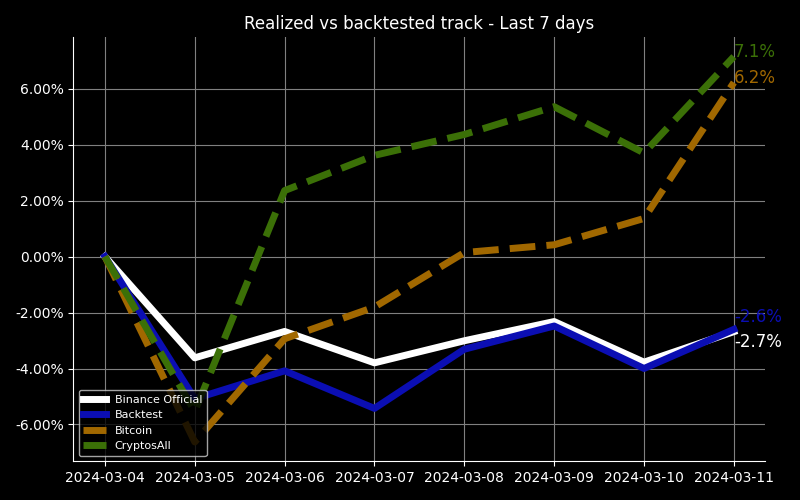 Realized vs backtested track - Last 7 days
7.1%
6.2%
6.00%
4.00%
2.00%
0.00%
-2.00%
-4.00%
-6.00%
-2.6%
-2.7%
Binance Official
Backtest
Bitcoin
CryptosAll
2024-03-04 2024-03-05 2024-03-06 2024-03-07 2024-03-08 2024-03-09 2024-03-10 2024-03-11